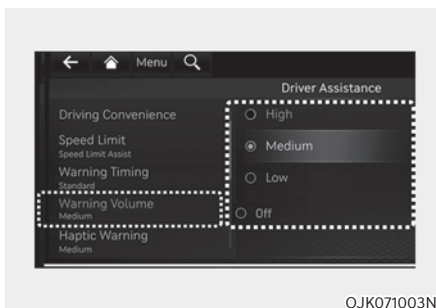 Menu
Driver Assistance
Driving Convenience
Speed Limit
Speed Limit Assist
Warning Timing
Standard
Warning Volume
Medium
Haptic Warning
Medium
High
Medium
Low
Off
OJK071003N